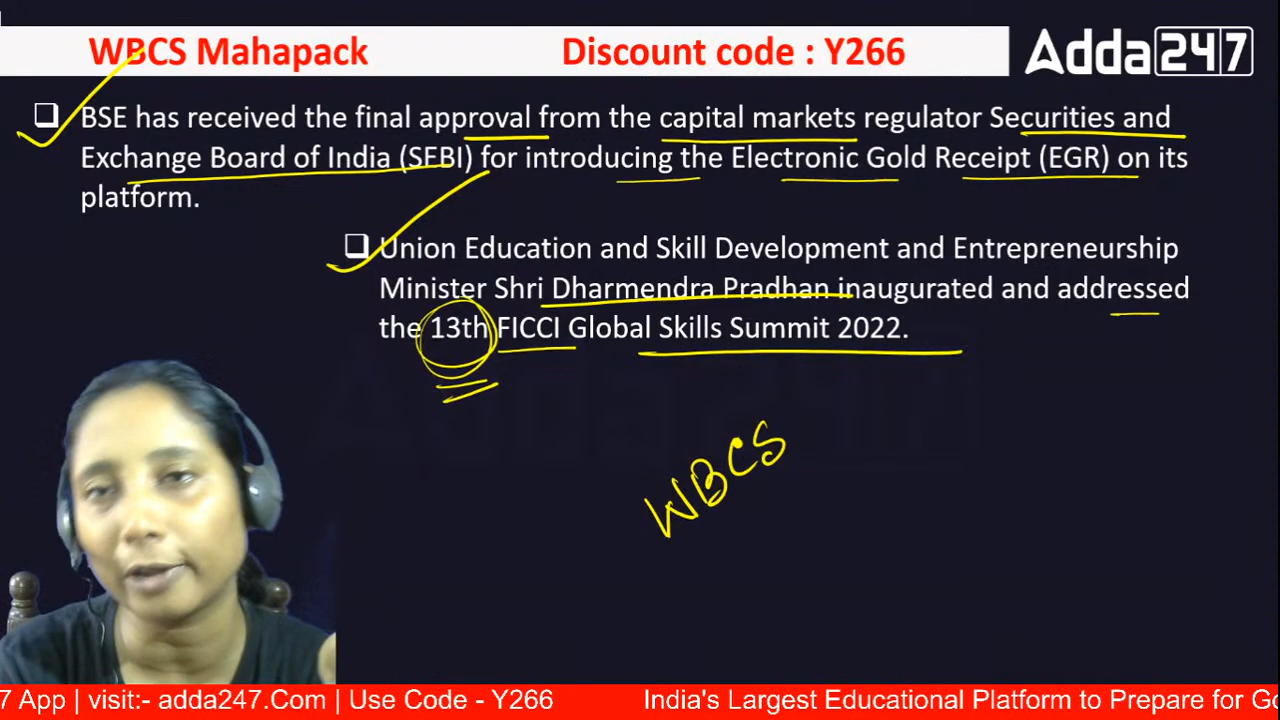 WBCS Mahapack Discount code : Y266 Adda247
BSE has received the final approval from the capital markets regulator Securities and
Exchange Board of India (SEBI) for introducing the Electronic Gold Receipt (EGR) on its
platform.
Union Education and Skill Development and Entrepreneurship
Minister Shri Dharmendra Pradhan inaugurated and addressed
the 13th FICCI Global Skills Summit 2022.
WBCS
7 App | visit:- adda247.Com | Use Code - Y266 India's Largest Educational Platform to Prepare for Go